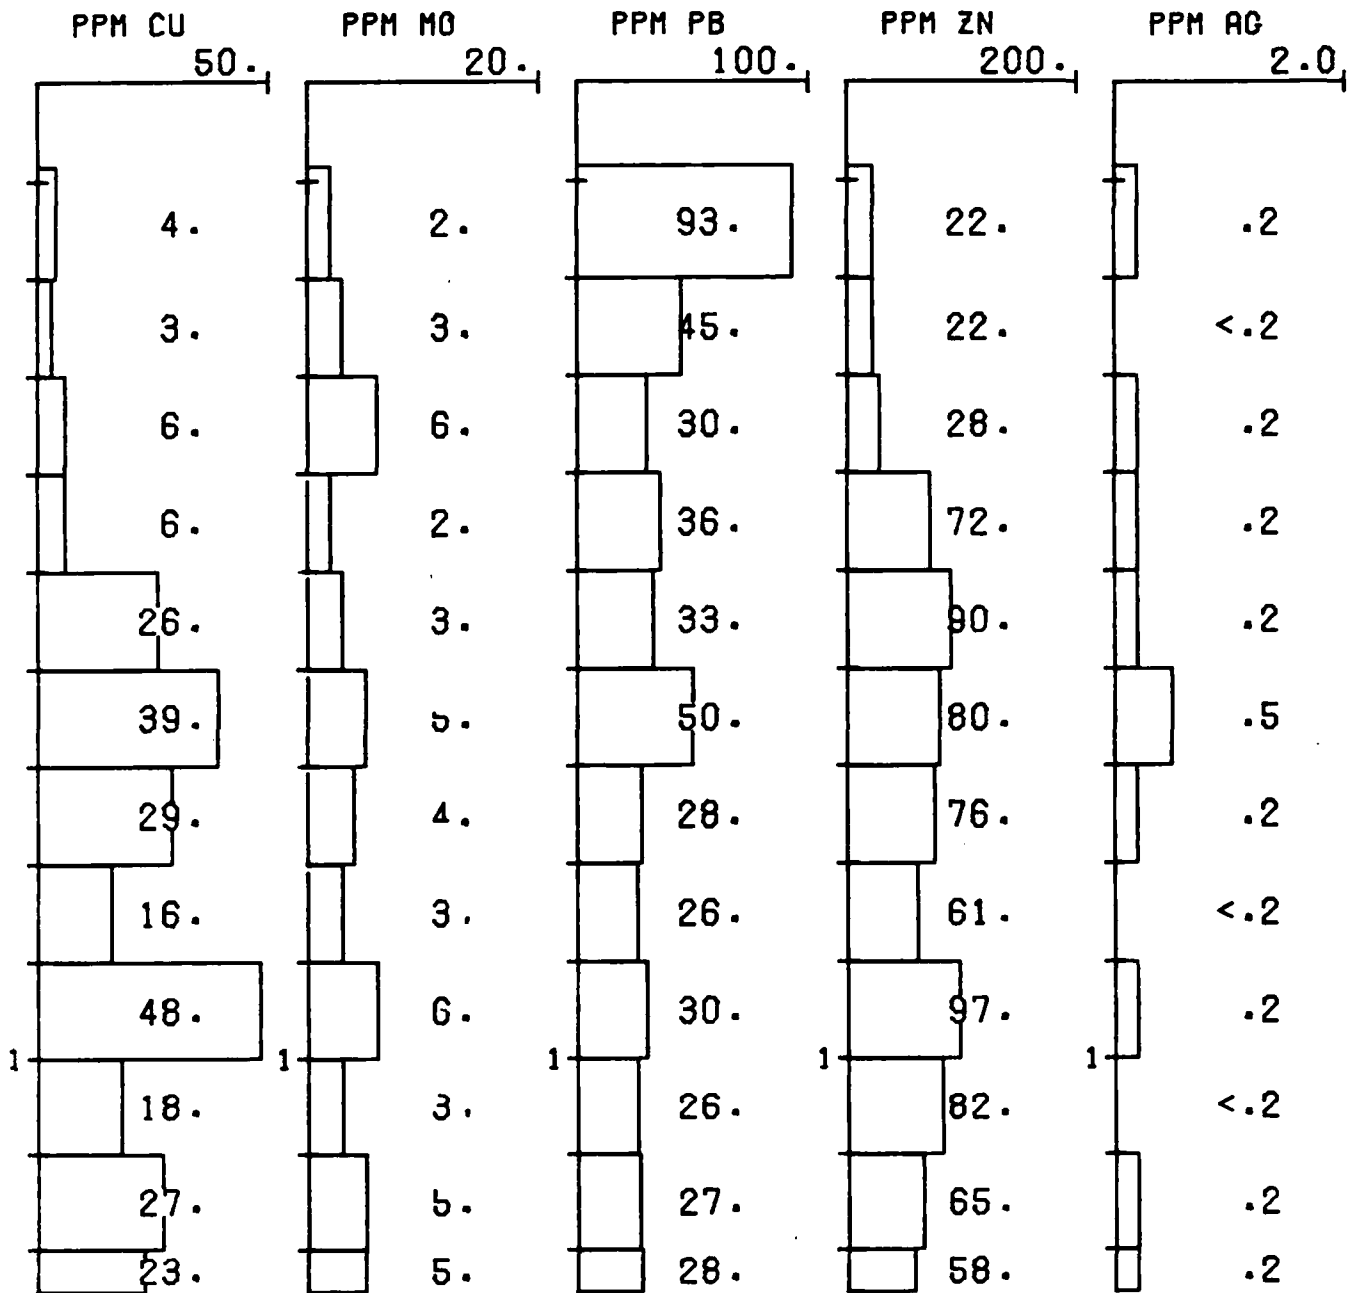 PPM CU PPM MO PPM PB PPM ZN PPM AG
50. 20. 100. 200. 2.0
4. 2. 93. 22. .2
3. 3. 45. 22. <.2
6. 6. 30. 28. .2
6. 2. 36. 72. .2
26. 3. 33. 90. .2
39. 5. 50. 80. .5
29. 4. 28. 76. .2
16. 3. 26. 61. <.2
48. 6. 30. 97. .2
1 1 1 1 1
18. 3. 26. 82. <.2
27. 5. 27. 65. .2
23. 5. 28. 58. .2